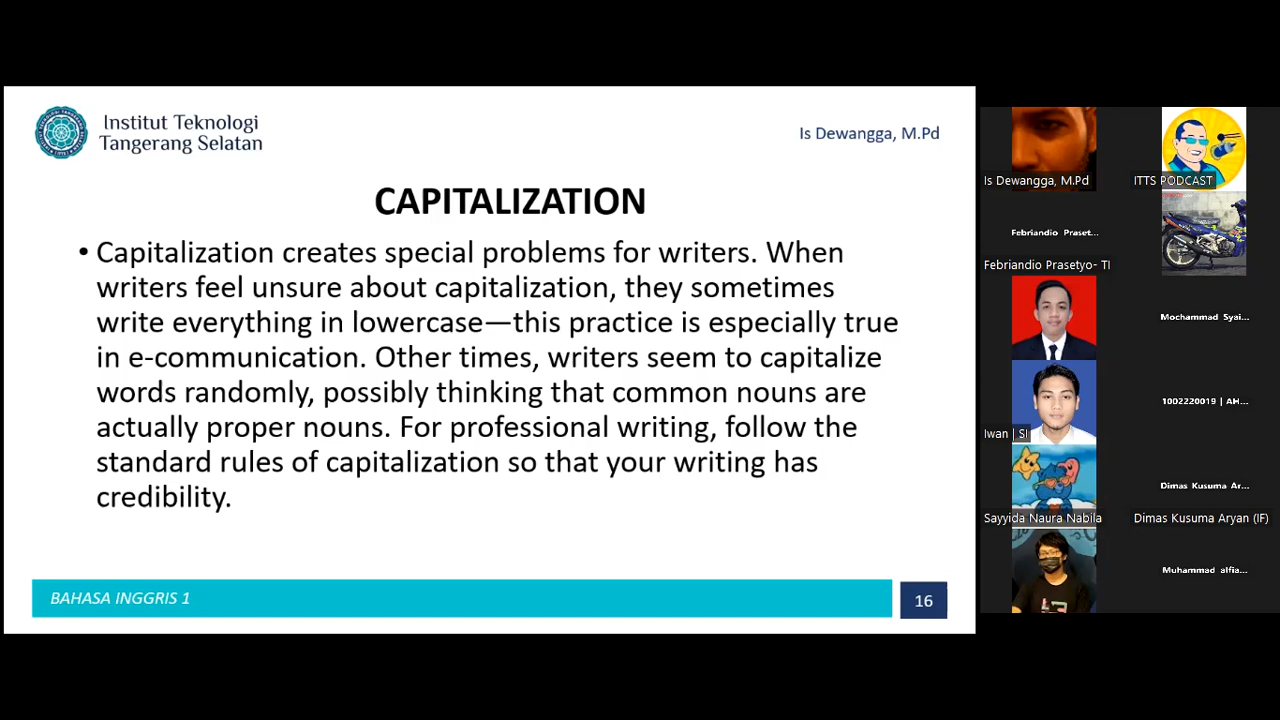 Institut Teknologi
Tangerang Selatan
Is Dewangga, M.Pd
CAPITALIZATION
• Capitalization creates special problems for writers. When
writers feel unsure about capitalization, they sometimes
write everything in lowercase—this practice is especially true
in e-communication. Other times, writers seem to capitalize
words randomly, possibly thinking that common nouns are
actually proper nouns. For professional writing, follow the
standard rules of capitalization so that your writing has
credibility.
BAHASA INGGRIS 1
16
Is Dewangga, M.Pd
ITTS PODCAST
Febriandio Praset...
Febriandio Prasetyo- TI
Mochammad Syai...
1002220019 | AH...
Iwan | SI
Dimas Kusuma Ar...
Sayyida Naura Nabila
Dimas Kusuma Aryan (IF)
Muhammad alfia...